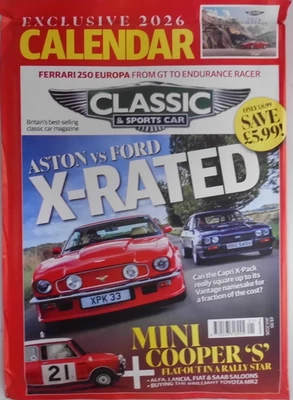 EXCLUSIVE 2026
CALENDAR
FERRARI 250 EUROPA FROM GT TO ENDURANCE RACER
Britain's best-selling
classic car magazine
CLASSIC
& SPORTS CAR
ONLY £6.99
SAVE
£5.99!
ASTON vs FORD
X-RATED
Can the Capri X-Pack
really square up to its
Vantage namesake for
a fraction of the cost?
XPK 33
MINI
COOPER 'S'
FLAT-OUT IN A RALLY STAR
21
+
• ALFA, LANCIA, FIAT & SAAB SALOONS
• BUYING THE BRILLIANT TOYOTA MR2